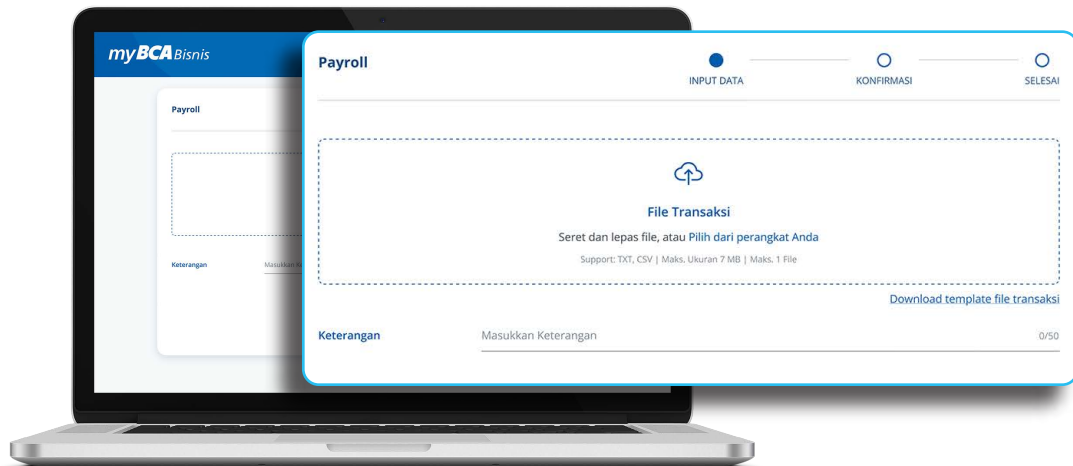 myBCA Bisnis
Payroll
Keterangan
Masukkan Ke
Payroll
INPUT DATA
KONFIRMASI
SELESAI
File Transaksi
Seret dan lepas file, atau Pilih dari perangkat Anda
Support: TXT, CSV | Maks. Ukuran 7 MB | Maks. 1 File
Download template file transaksi
Keterangan
Masukkan Keterangan
0/50